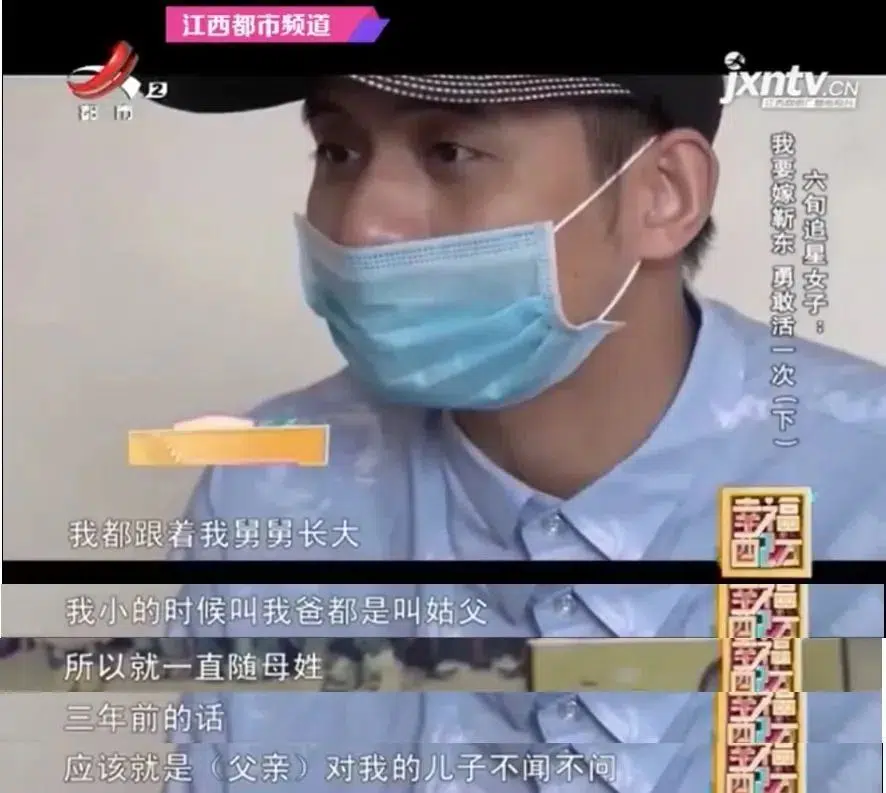 江西都市频道
都市
2
jxntv.CN
六旬追星女子：
我要嫁靳东 勇敢活一次（下）
我都跟着我舅舅长大
幸福
四方
我小的时候叫我爸都是叫姑父
所以就一直随母姓
三年前的话
应该就是（父亲）对我的儿子不闻不问